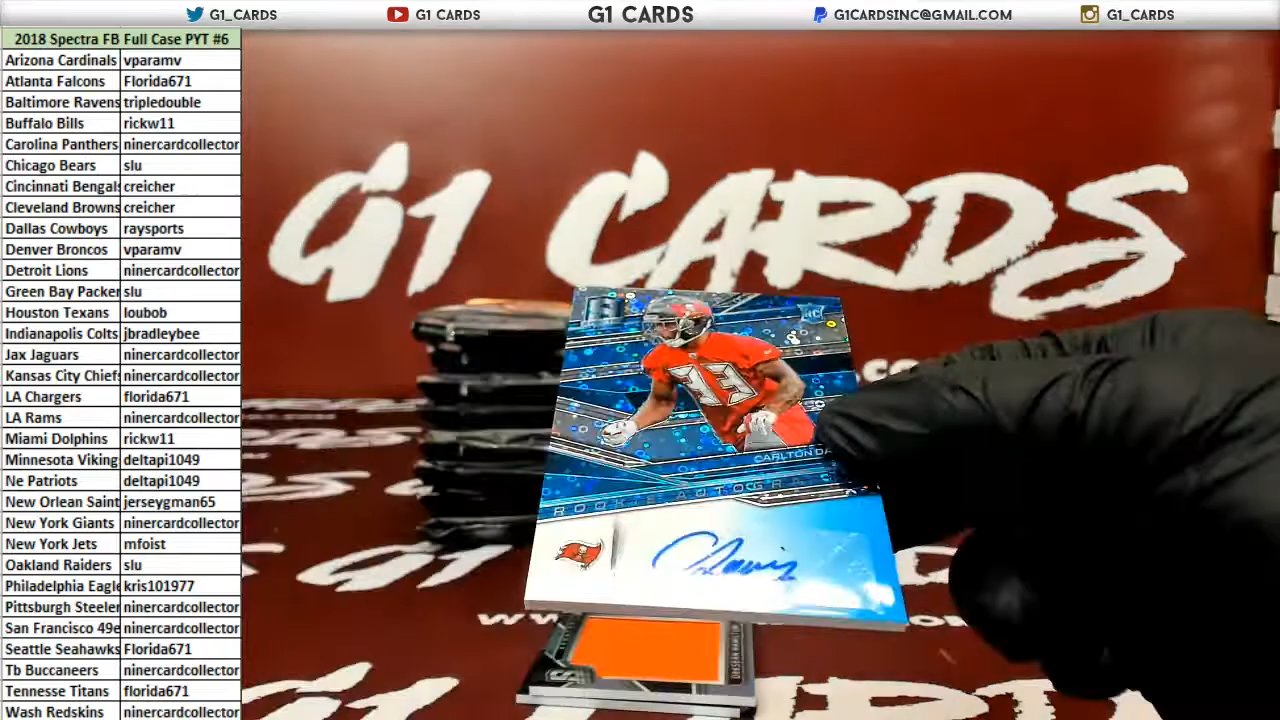 G1_CARDS
G1 CARDS
G1 CARDS
G1CARDSINC@GMAIL.COM
G1_CARDS
2018 Spectra FB Full Case PYT #6
Arizona Cardinals vparamv
Atlanta Falcons Florida671
Baltimore Ravens tripledouble
Buffalo Bills rickw11
Carolina Panthers ninercardcollector
Chicago Bears slu
Cincinnati Bengals creicher
Cleveland Browns creicher
Dallas Cowboys raysports
Denver Broncos vparamv
Detroit Lions ninercardcollector
Green Bay Packer slu
Houston Texans loubob
Indianapolis Colts jbradleybee
Jax Jaguars ninercardcollector
Kansas City Chiefs ninercardcollector
LA Chargers florida671
LA Rams ninercardcollector
Miami Dolphins rickw11
Minnesota Viking deltapi1049
Ne Patriots deltapi1049
New Orlean Saint jerseygman65
New York Giants ninercardcollector
New York Jets mfoist
Oakland Raiders slu
Philadelphia Eagle kris101977
Pittsburgh Steeler ninercardcollector
San Francisco 49e ninercardcollector
Seattle Seahawks Florida671
Tb Buccaneers ninercardcollector
Tennesse Titans florida671
Wash Redskins ninercardcollector
G1 CARDS
RC
33
CARLTON DA
ROOKIE AUTOGRA
CDavis
DAESEAN HAMILTON
G1
www.